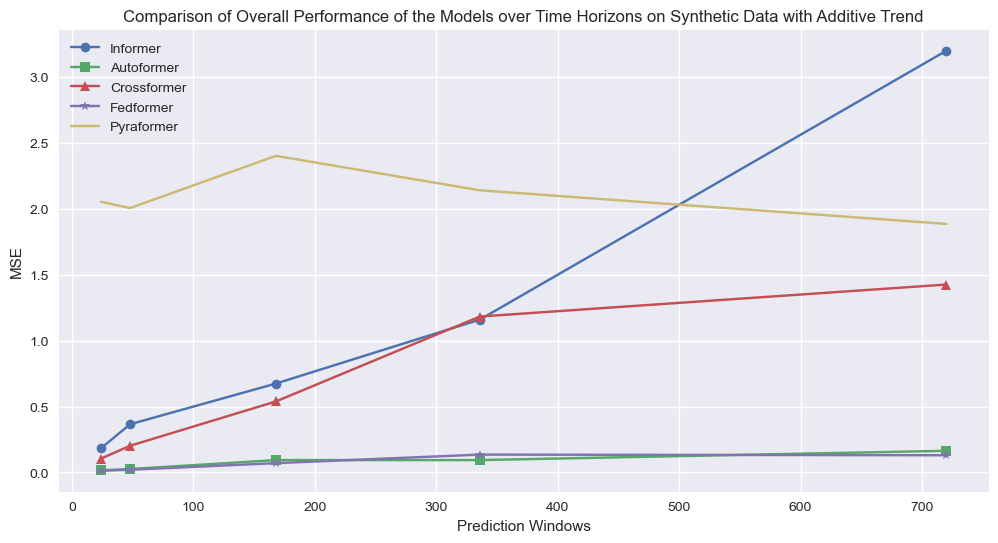 Comparison of Overall Performance of the Models over Time Horizons on Synthetic Data with Additive Trend
Informer
Autoformer
Crossformer
Fedformer
Pyraformer
MSE
3.0
2.5
2.0
1.5
1.0
0.5
0.0
0 100 200 300 400 500 600 700
Prediction Windows